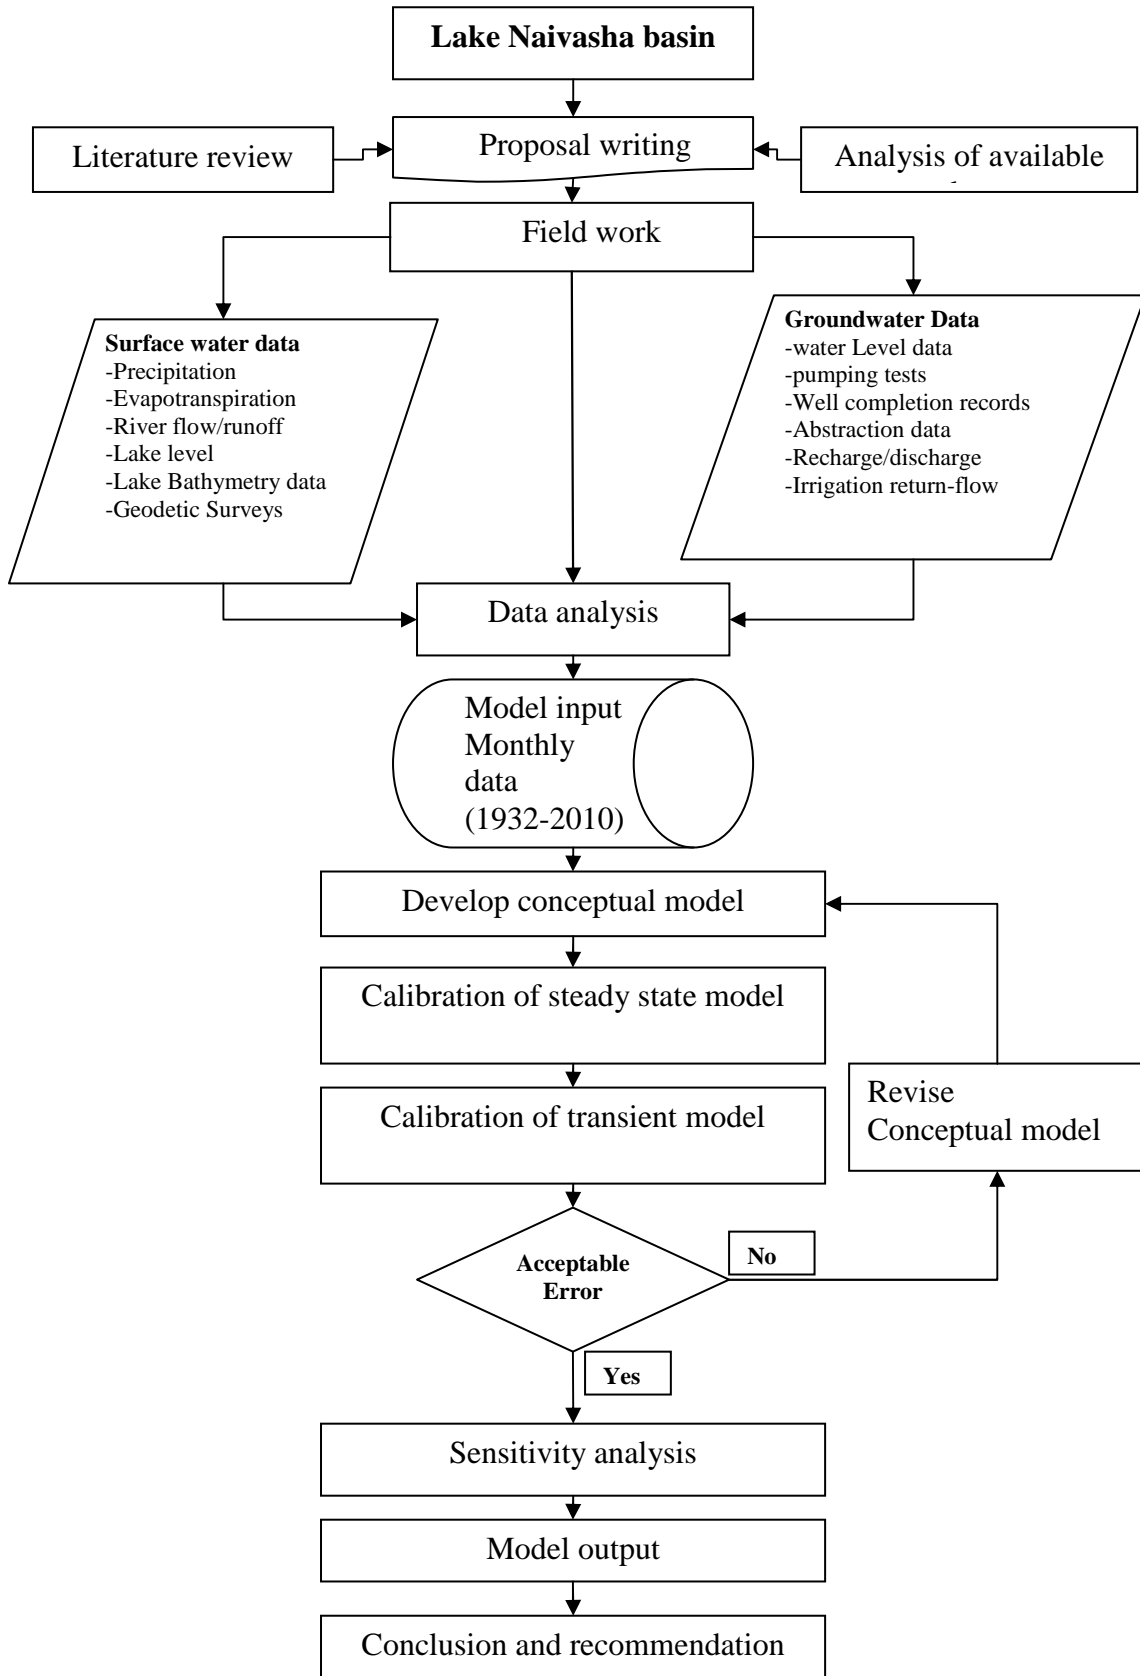 Lake Naivasha basin
Literature review
Proposal writing
Analysis of available
Field work
Surface water data
-Precipitation
-Evapotranspiration
-River flow/runoff
-Lake level
-Lake Bathymetry data
-Geodetic Surveys
Groundwater Data
-water Level data
-pumping tests
-Well completion records
-Abstraction data
-Recharge/discharge
-Irrigation return-flow
Data analysis
Model input
Monthly
data
(1932-2010)
Develop conceptual model
Calibration of steady state model
Calibration of transient model
Revise
Conceptual model
Acceptable
Error
No
Yes
Sensitivity analysis
Model output
Conclusion and recommendation